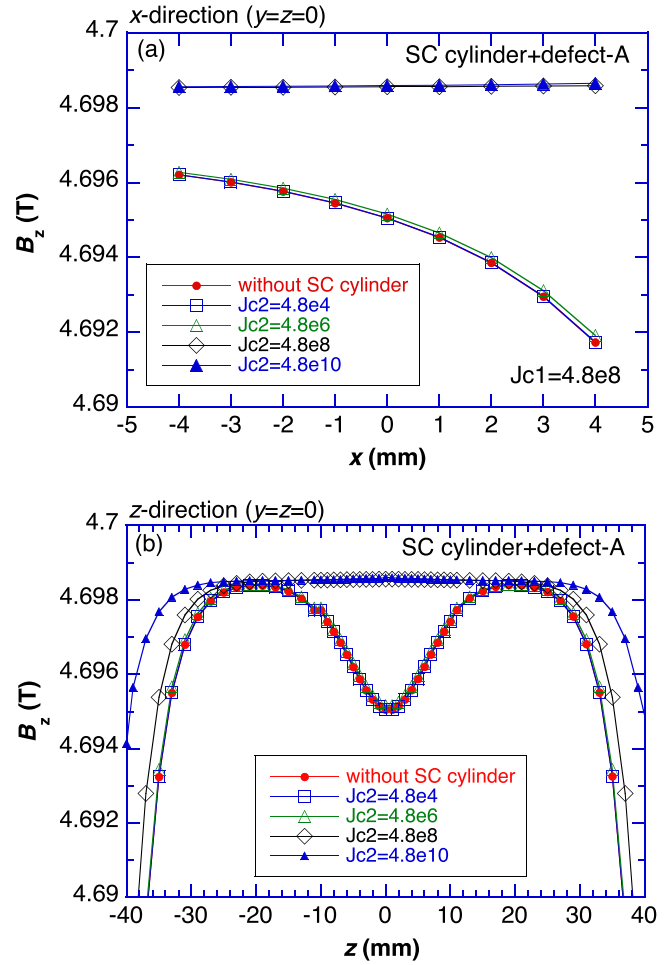 x-direction (y=z=0)
4.7
(a)
SC cylinder+defect-A
4.698
4.696
4.694
4.692
4.69
Bz (T)
without SC cylinder
Jc2=4.8e4
Jc2=4.8e6
Jc2=4.8e8
Jc2=4.8e10
Jc1=4.8e8
-5 -4 -3 -2 -1 0 1 2 3 4 5
x (mm)
z-direction (y=z=0)
4.7
(b)
SC cylinder+defect-A
4.698
4.696
4.694
4.692
4.69
Bz (T)
without SC cylinder
Jc2=4.8e4
Jc2=4.8e6
Jc2=4.8e8
Jc2=4.8e10
-40 -30 -20 -10 0 10 20 30 40
z (mm)